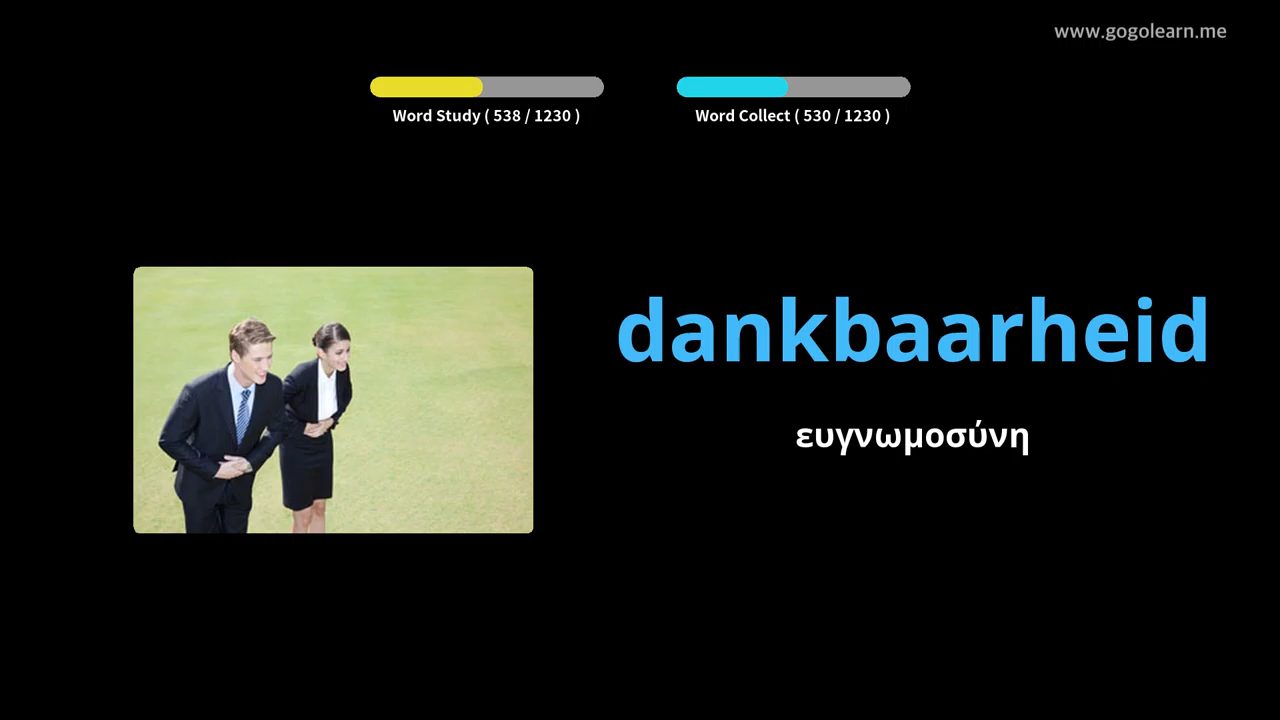 www.gogolearn.me
Word Study ( 538 / 1230 )
Word Collect ( 530 / 1230 )
dankbaarheid
ευγνωμοσύνη